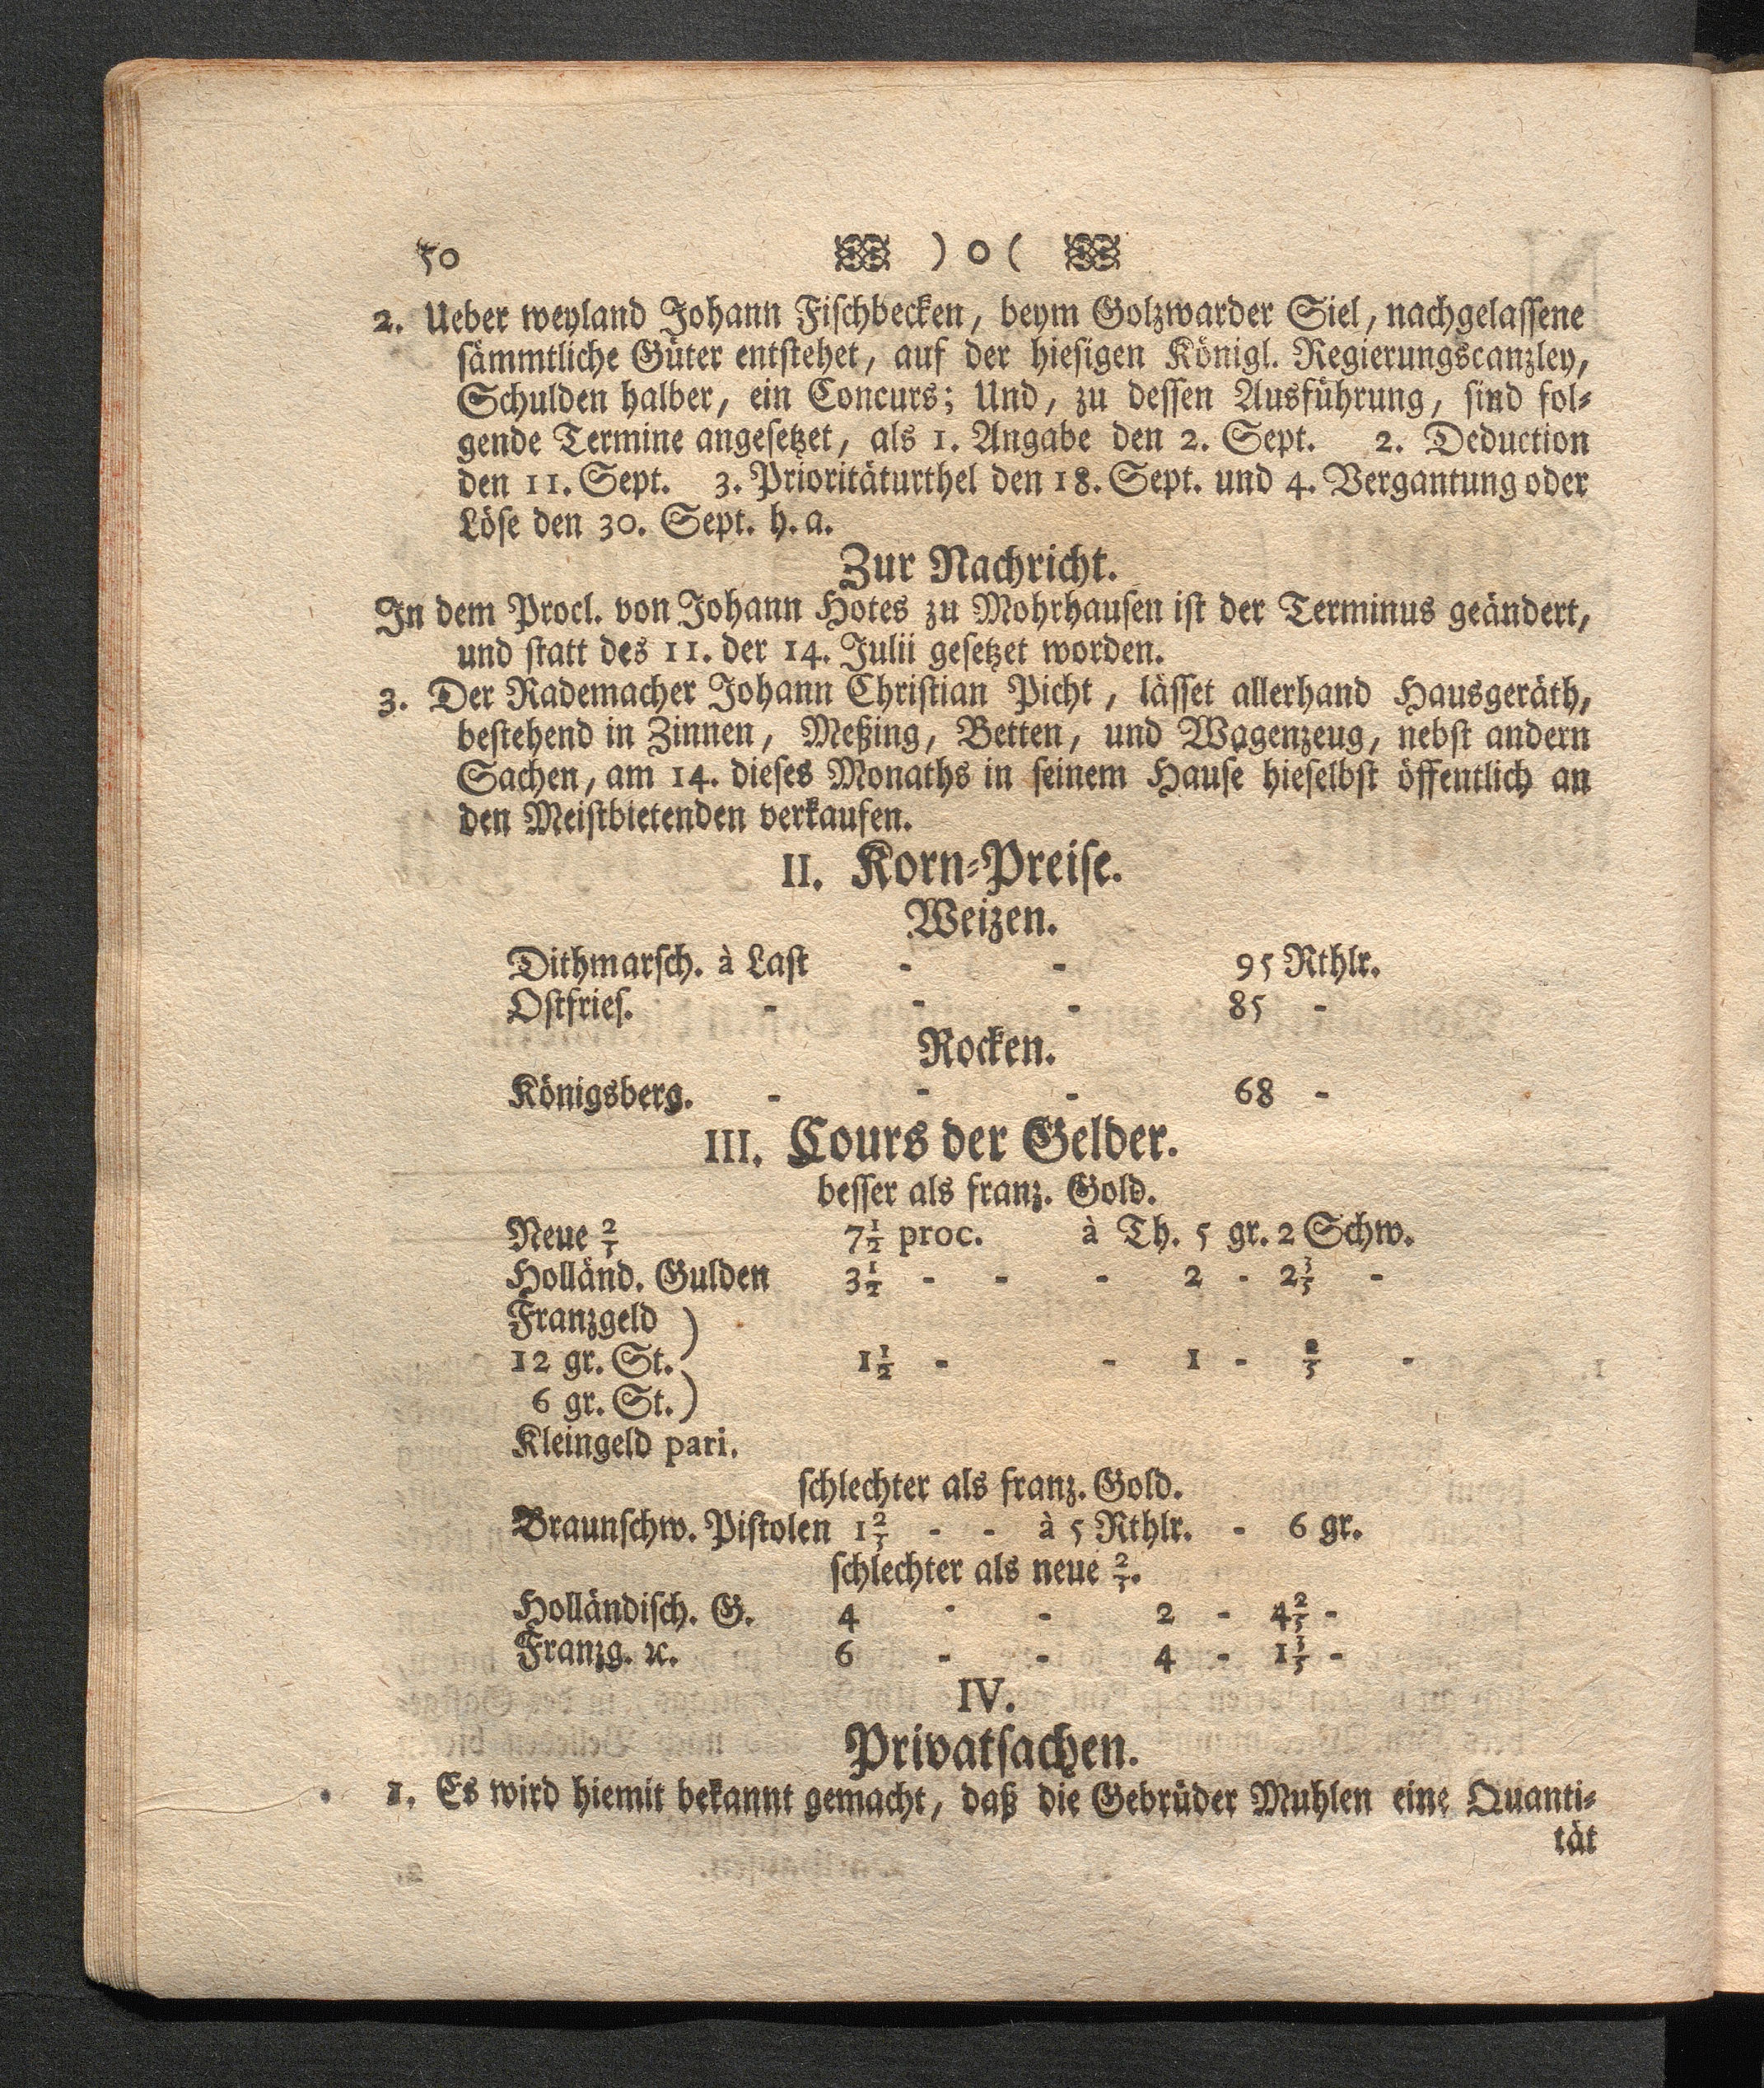 50 ) o (
2. Ueber weyland Johann Fischbecken, beym Golzwarder Siel, nachgelassene
sämmtliche Güter entstehet, auf der hiesigen Königl. Regierungscanzley,
Schulden halber, ein Concurs; Und, zu dessen Ausführung, sind fol-
gende Termine angesetzet, als 1. Angabe den 2. Sept. 2. Deduction
den 11. Sept. 3. Prioritäturthel den 18. Sept. und 4. Vergantung oder
Löse den 30. Sept. h. a.
Zur Nachricht.
In dem Procl. von Johann Hotes zu Mohrhausen ist der Terminus geändert,
und statt des 11. der 14. Julii gesetzet worden.
3. Der Rademacher Johann Christian Picht, lässet allerhand Hausgeräth,
bestehend in Zinnen, Meßing, Betten, und Wagenzeug, nebst andern
Sachen, am 14. dieses Monaths in seinem Hause hieselbst öffentlich an
den Meistbietenden verkaufen.
II. Korn-Preise.
Weizen.
Dithmarsch. à Last - - 95 Rthlr.
Ostfries. - - - 85 -
Rocken.
Königsberg. - - - 68 -
III. Cours der Gelder.
besser als franz. Gold.
Neue 2/3 7 1/2 proc. à Th. 5 gr. 2 Schw.
Holländ. Gulden 3 1/2 - - - 2 - 2 3/5 -
Franzgeld )
12 gr. St. 1 1/2 - - 1 - 2/5 -
6 gr. St. )
Kleingeld pari.
schlechter als franz. Gold.
Braunschw. Pistolen 1 2/3 - - à 5 Rthlr. - 6 gr.
schlechter als neue 2/3.
Holländisch. G. 4 - - 2 - 4 2/5 -
Franzg. ꝛc. 6 - - 4 - 1 3/5 -
IV.
Privatsachen.
1. Es wird hiemit bekannt gemacht, daß die Gebrüder Muhlen eine Quanti-
tät